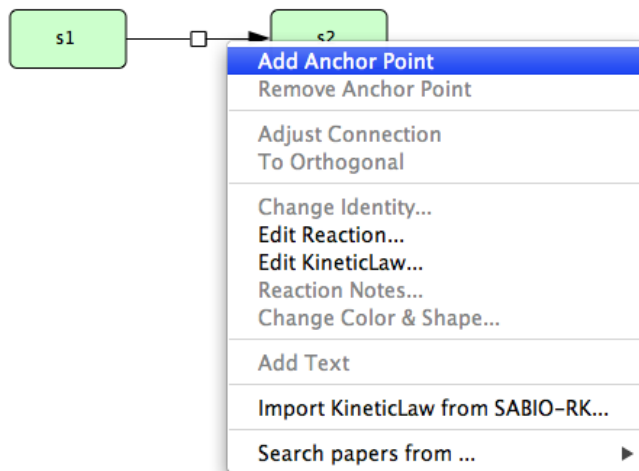 s1
s2
Add Anchor Point
Remove Anchor Point
Adjust Connection
To Orthogonal
Change Identity...
Edit Reaction...
Edit KineticLaw...
Reaction Notes...
Change Color & Shape...
Add Text
Import KineticLaw from SABIO-RK...
Search papers from ...